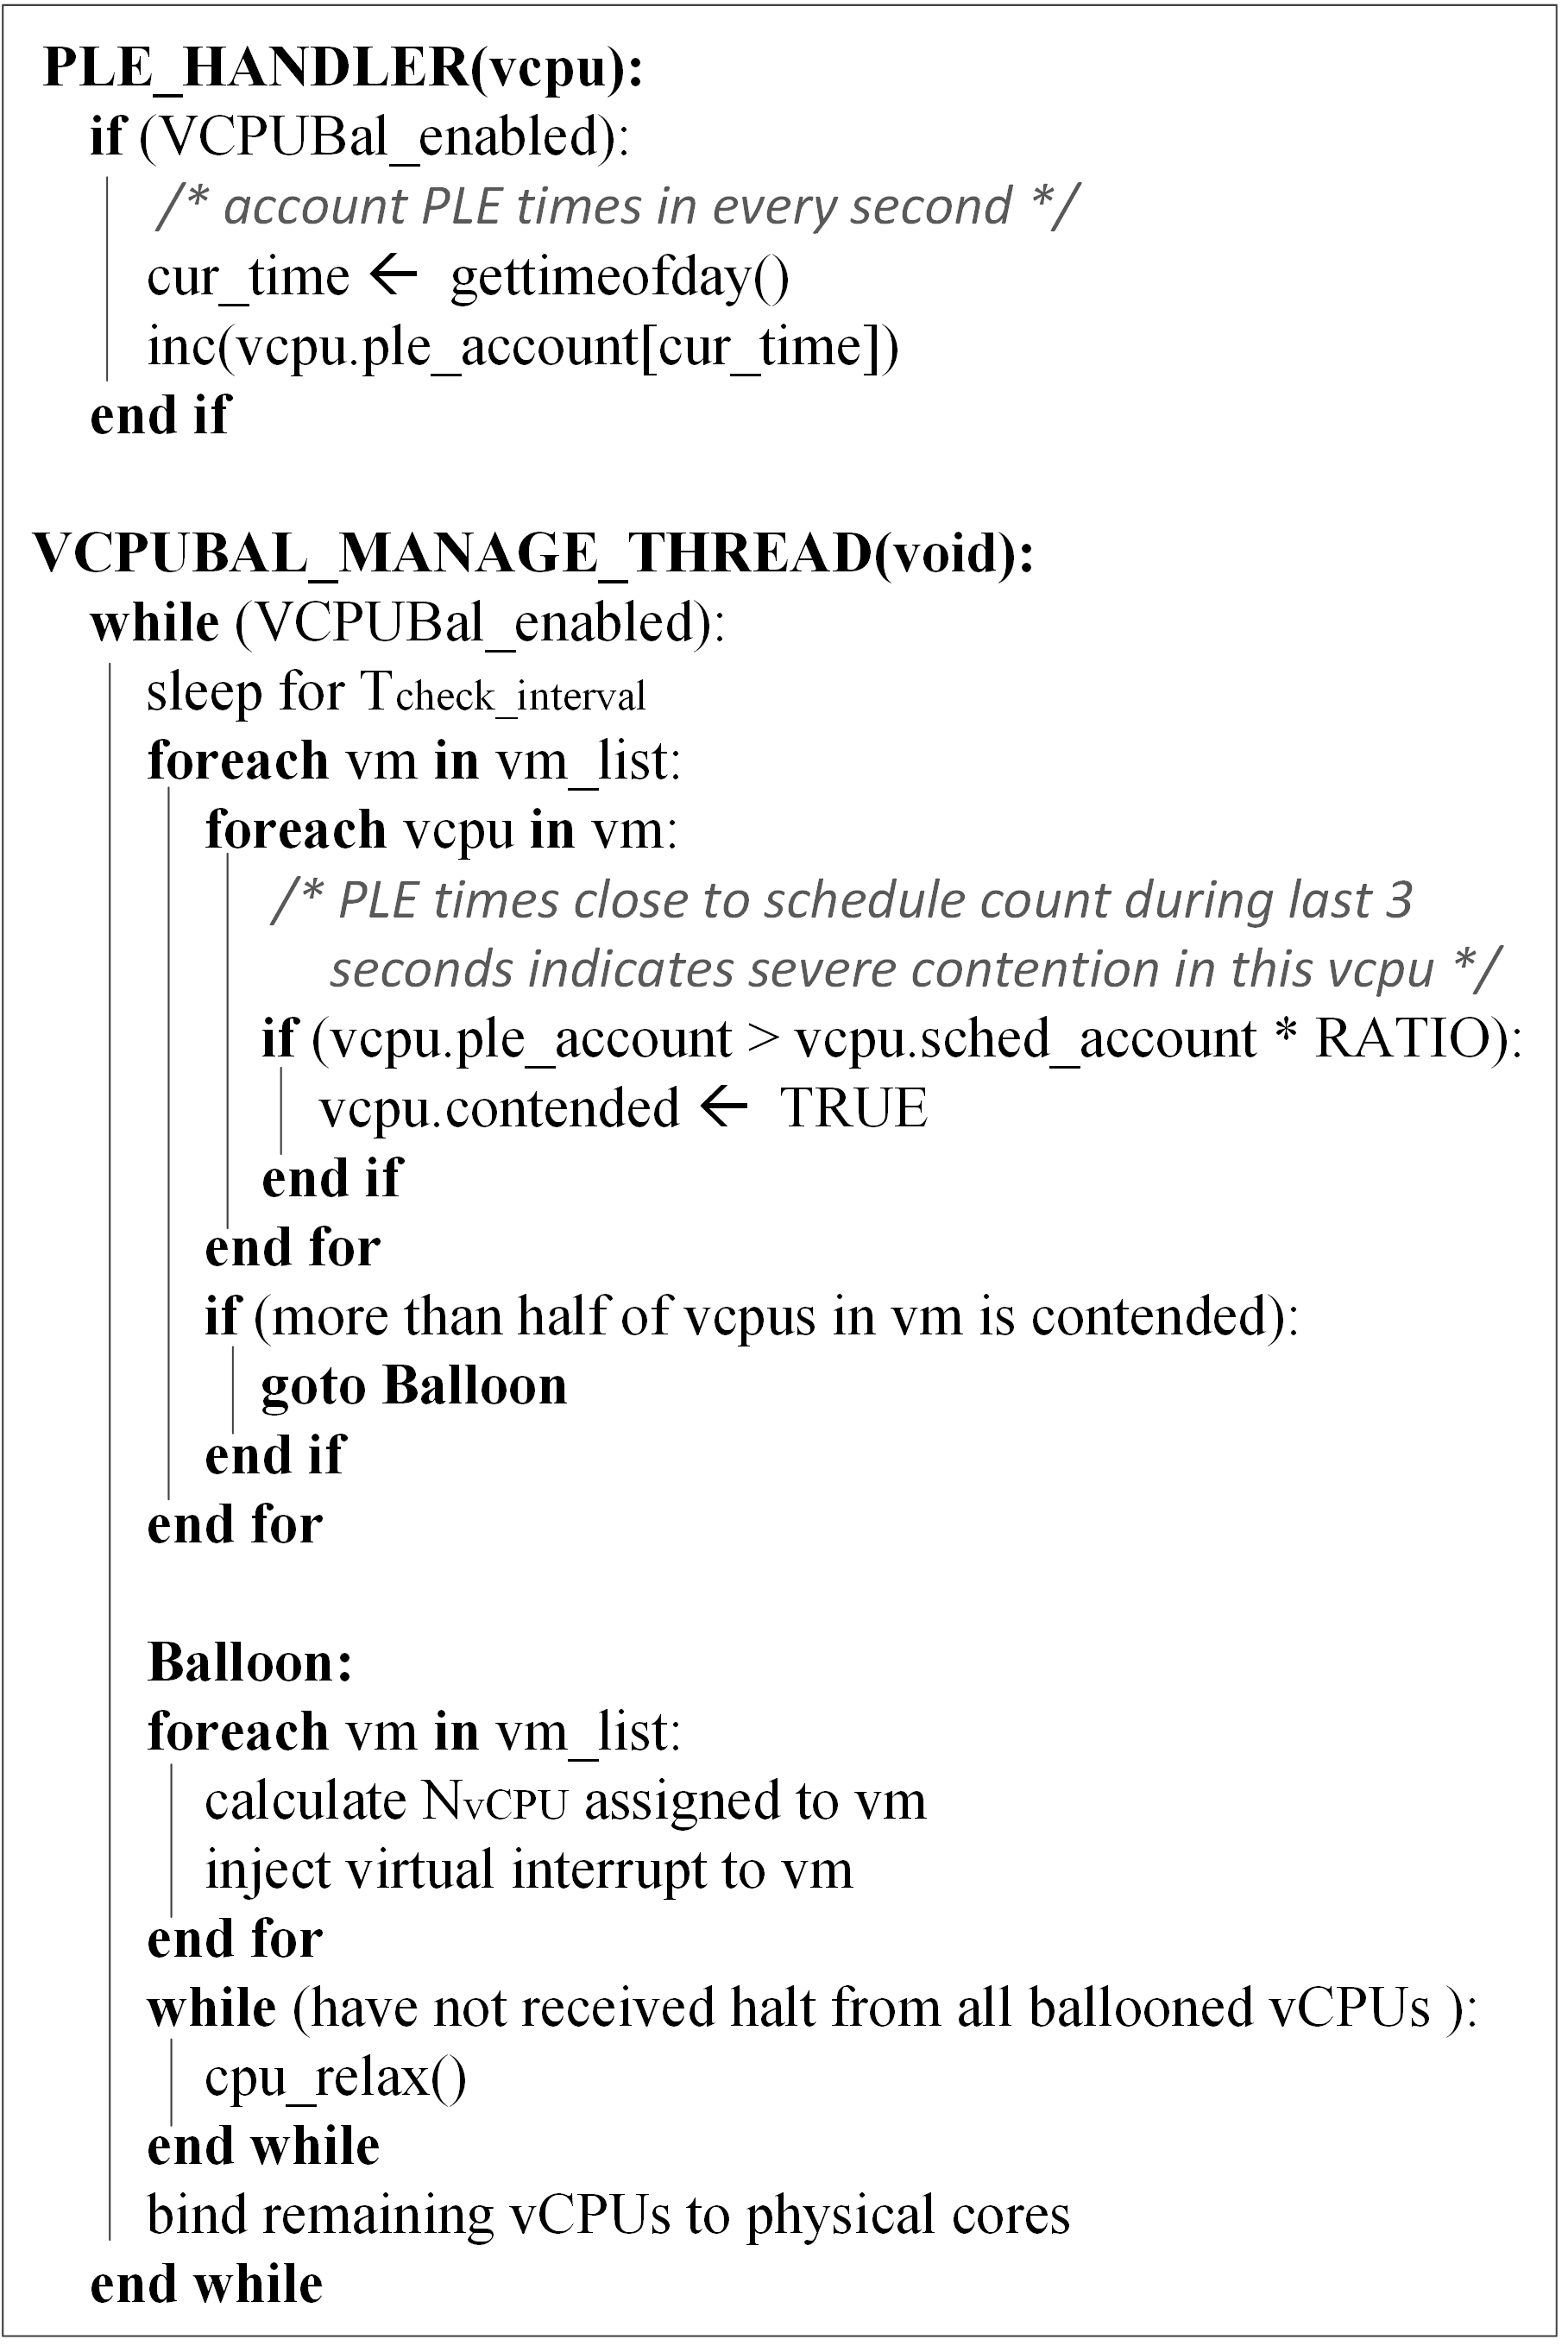 PLE_HANDLER(vcpu):
if (VCPUBal_enabled):
/* account PLE times in every second */
cur_time ← gettimeofday()
inc(vcpu.ple_account[cur_time])
end if
VCPUBAL_MANAGE_THREAD(void):
while (VCPUBal_enabled):
sleep for Tcheck_interval
foreach vm in vm_list:
foreach vcpu in vm:
/* PLE times close to schedule count during last 3
seconds indicates severe contention in this vcpu */
if (vcpu.ple_account > vcpu.sched_account * RATIO):
vcpu.contended ← TRUE
end if
end for
if (more than half of vcpus in vm is contended):
goto Balloon
end if
end for
Balloon:
foreach vm in vm_list:
calculate NvCPU assigned to vm
inject virtual interrupt to vm
end for
while (have not received halt from all ballooned vCPUs ):
cpu_relax()
end while
bind remaining vCPUs to physical cores
end while